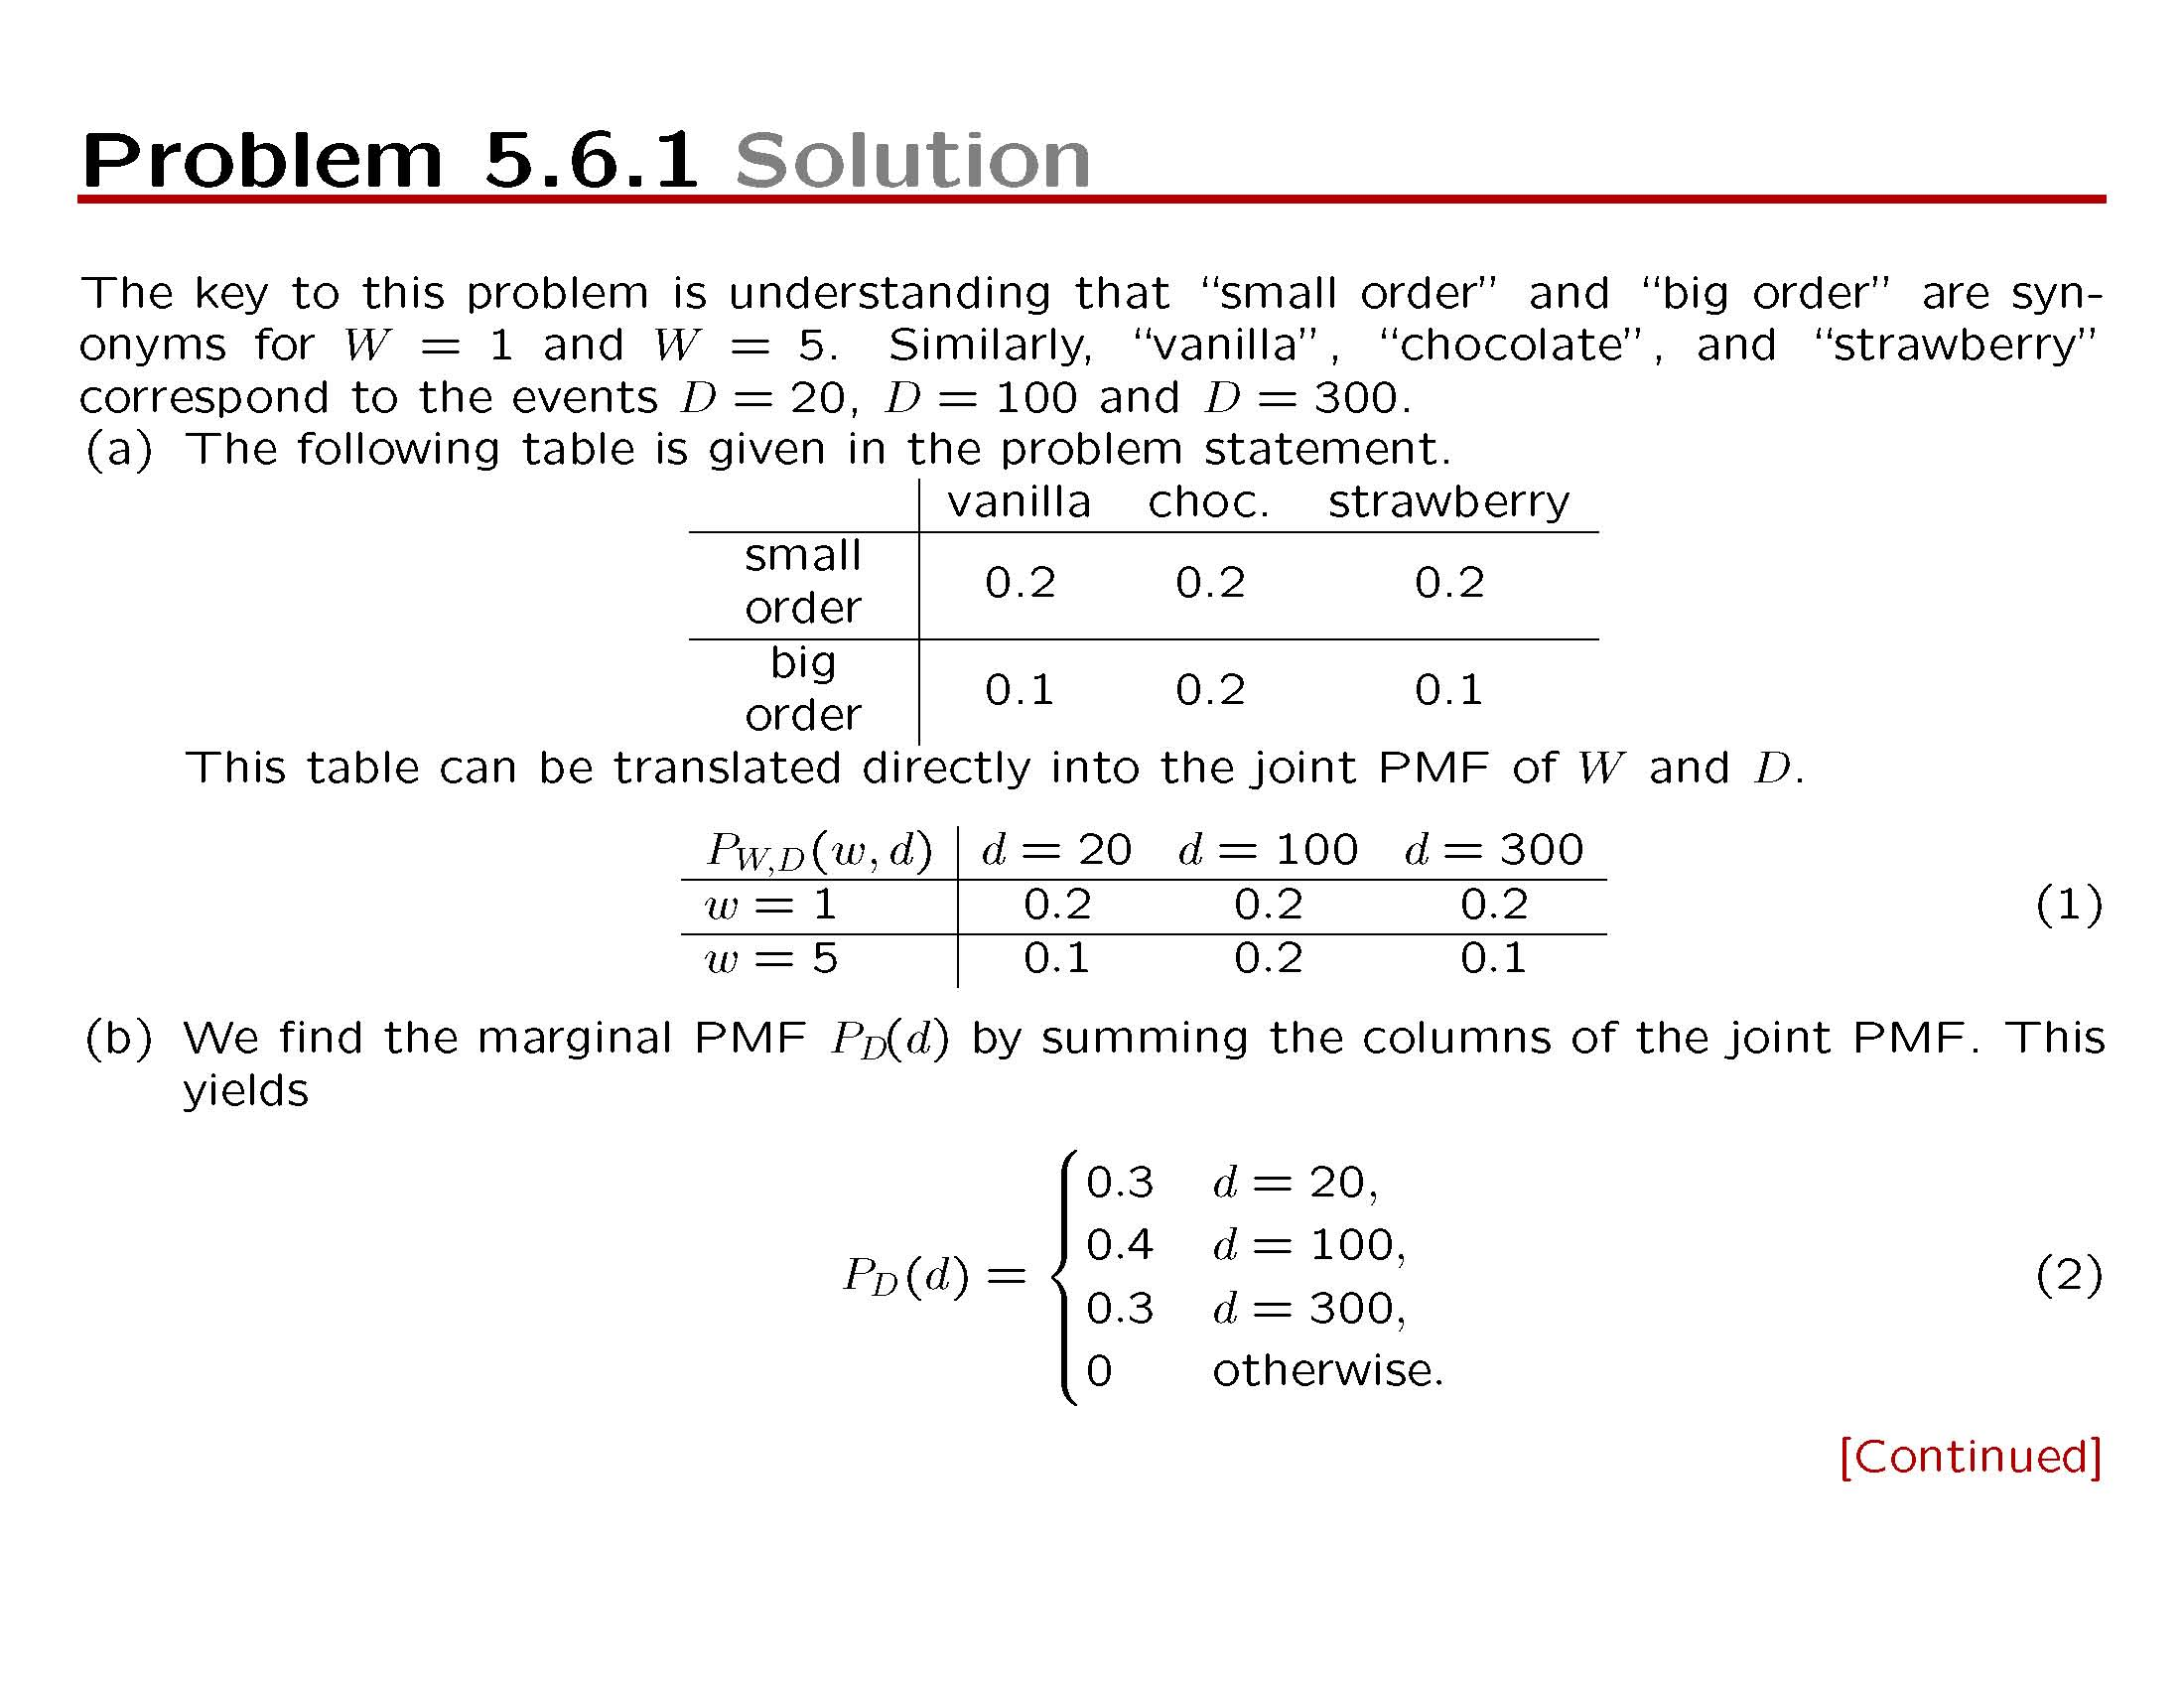 Problem 5.6.1 Solution
The key to this problem is understanding that “small order” and “big order” are syn-
onyms for W = 1 and W = 5. Similarly, “vanilla”, “chocolate”, and “strawberry”
correspond to the events D = 20, D = 100 and D = 300.
(a) The following table is given in the problem statement.
vanilla choc. strawberry
small
order 0.2 0.2 0.2
big
order 0.1 0.2 0.1
This table can be translated directly into the joint PMF of W and D.
P_{W,D}(w, d) d = 20 d = 100 d = 300
w = 1 0.2 0.2 0.2 (1)
w = 5 0.1 0.2 0.1
(b) We find the marginal PMF P_D(d) by summing the columns of the joint PMF. This
yields
P_D(d) = { 0.3 d = 20,
0.4 d = 100,
0.3 d = 300,
0 otherwise. (2)
[Continued]